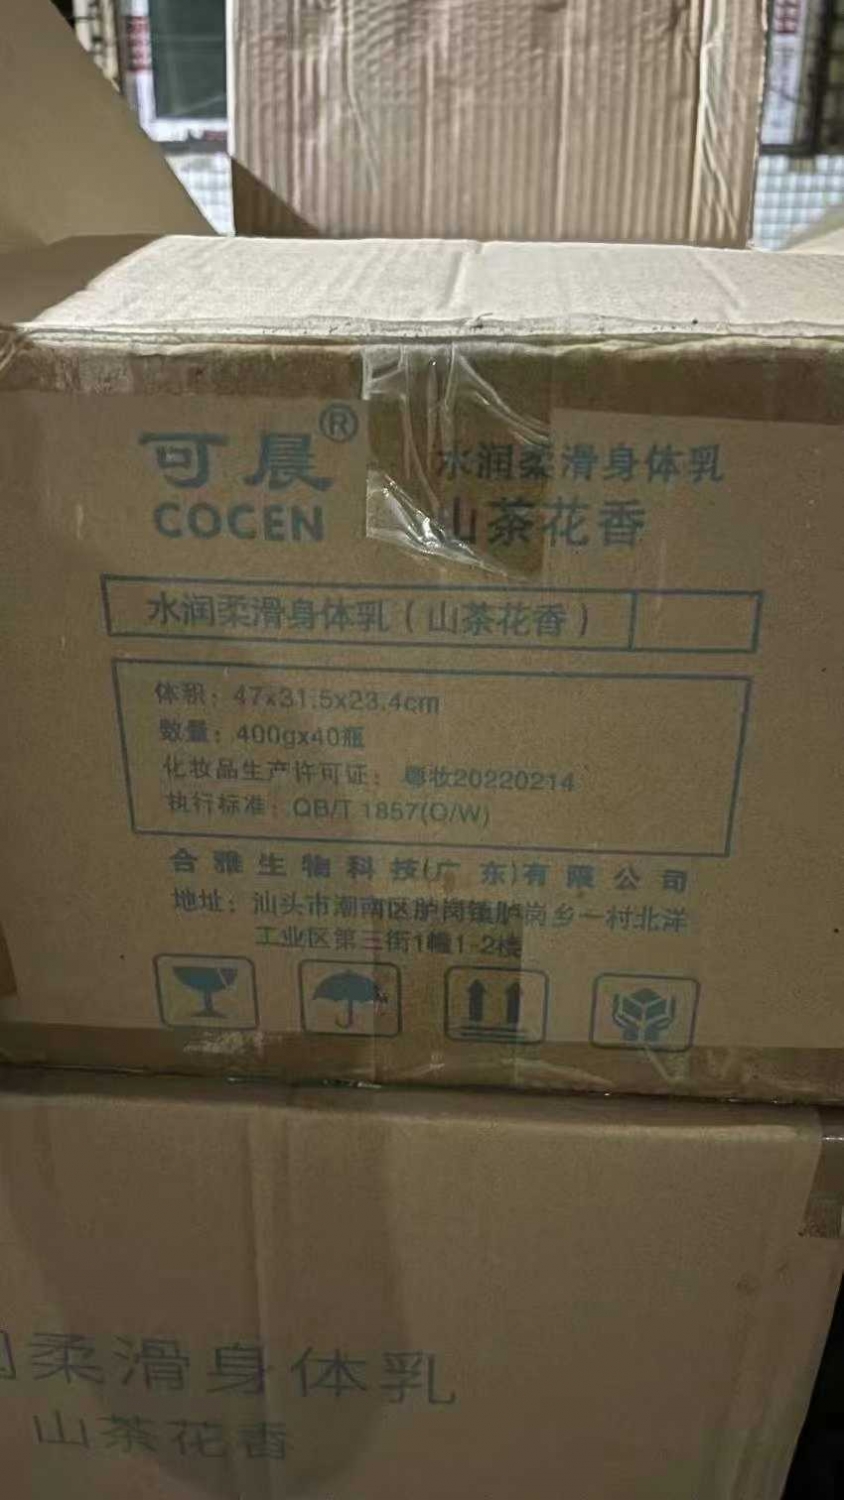 可晨®
COCEN
水润柔滑身体乳
山茶花香
水润柔滑身体乳（山茶花香）
体积：47x31.5x23.4cm
数量：400gx40瓶
化妆品生产许可证：粤妆20220214
执行标准：QB/T 1857(O/W)
合雅生物科技(广东)有限公司
地址：汕头市潮南区胪岗镇胪岗乡一村北洋
工业区第三街1幢1-2楼
柔滑身体乳
山茶花香